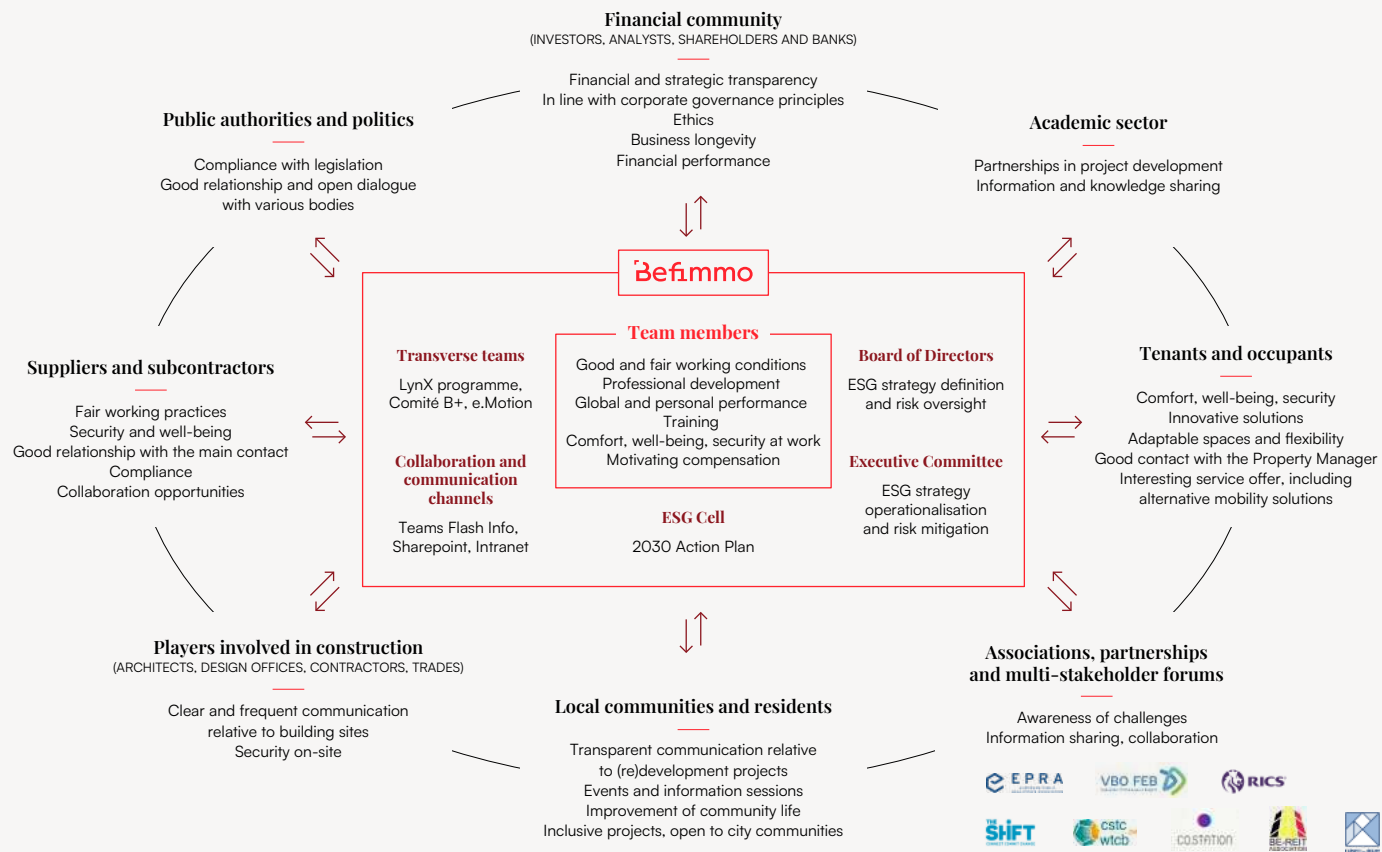 Financial community
(INVESTORS, ANALYSTS, SHAREHOLDERS AND BANKS)
Financial and strategic transparency
In line with corporate governance principles
Ethics
Business longevity
Financial performance
Public authorities and politics
Compliance with legislation
Good relationship and open dialogue
with various bodies
Academic sector
Partnerships in project development
Information and knowledge sharing
Befimmo
Team members
Good and fair working conditions
Professional development
Global and personal performance
Training
Comfort, well-being, security at work
Motivating compensation
Transverse teams
LynX programme,
Comité B+, e.Motion
Collaboration and
communication
channels
Teams Flash Info,
Sharepoint, Intranet
ESG Cell
2030 Action Plan
Board of Directors
ESG strategy definition
and risk oversight
Executive Committee
ESG strategy
operationalisation
and risk mitigation
Suppliers and subcontractors
Fair working practices
Security and well-being
Good relationship with the main contact
Compliance
Collaboration opportunities
Tenants and occupants
Comfort, well-being, security
Innovative solutions
Adaptable spaces and flexibility
Good contact with the Property Manager
Interesting service offer, including
alternative mobility solutions
Players involved in construction
(ARCHITECTS, DESIGN OFFICES, CONTRACTORS, TRADES)
Clear and frequent communication
relative to building sites
Security on-site
Local communities and residents
Transparent communication relative
to (re)development projects
Events and information sessions
Improvement of community life
Inclusive projects, open to city communities
Associations, partnerships
and multi-stakeholder forums
Awareness of challenges
Information sharing, collaboration
EPRA
VBO FEB
RICS
THE SHIFT
cstc
wtcb
COSTATION
BE-REIT
ASSOCIATION